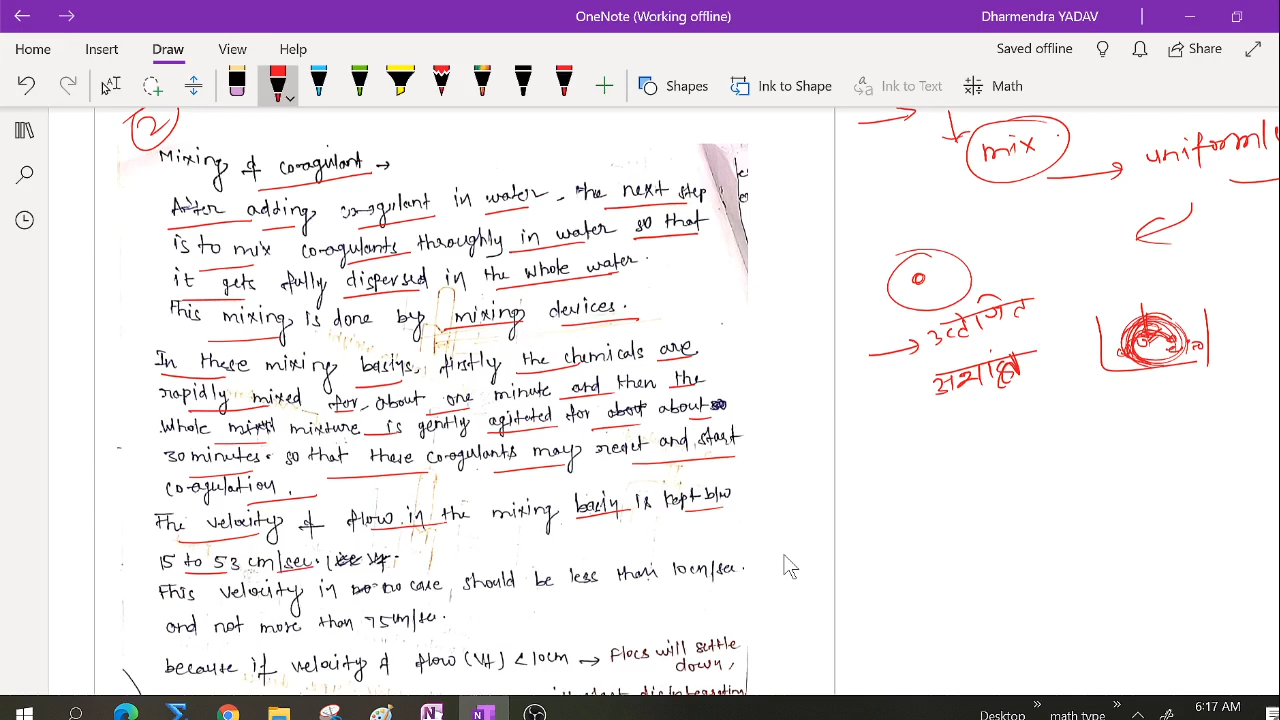 OneNote (Working offline)
Dharmendra YADAV
Home
Insert
Draw
View
Help
Saved offline
Share
Shapes
Ink to Shape
Ink to Text
Math
2
mix
uniformly
Mixing of coagulant →
After adding coagulant in water, the next step
is to mix coagulants throughly in water so that
it gets fully dispersed in the whole water.
This mixing is done by mixing devices.
In these mixing basins, firstly the chemicals are
rapidly mixed for about one minute and then the
whole mixture is gently agitated for about
30 minutes. so that these coagulants may react and start
coagulation.
The velocity of flow in the mixing basin is kept b/w
15 to 53 cm/sec.
This velocity in no case, should be less than 10cm/sec.
and not more than 75cm/sec.
because if velocity of flow (Vf) < 10cm → Flocs will settle
down,
disintegration
उत्तेजित
6:17 AM
Desktop
math type